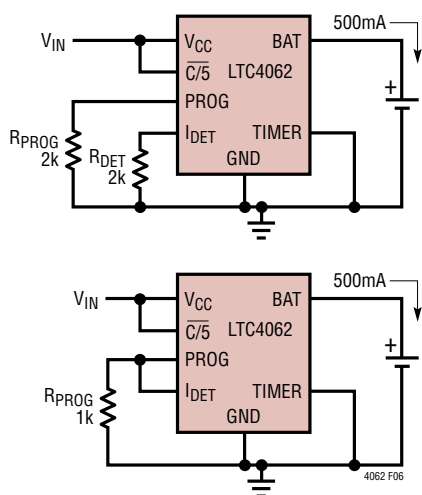 500mA
VIN VCC BAT
C/5 LTC4062
+
PROG
RPROG
2k
RDET
2k
IDET TIMER
GND
500mA
VIN VCC BAT
C/5 LTC4062
+
PROG
RPROG
1k
IDET TIMER
GND
4062 F06